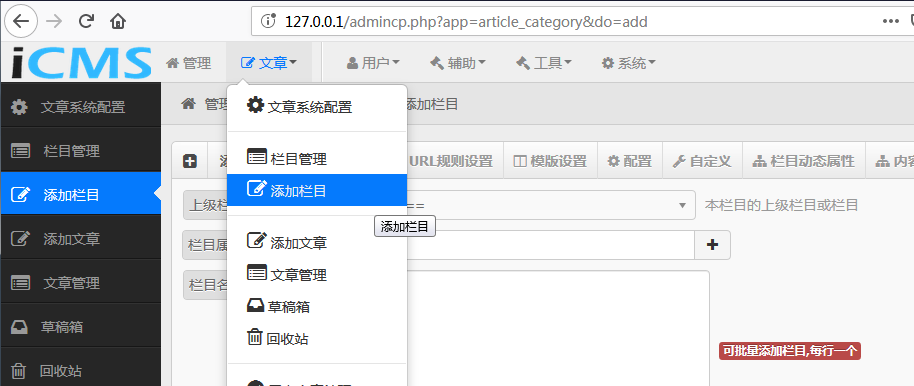 127.0.0.1/admincp.php?app=article_category&do=add
iCMS 管理 文章 用户 辅助 工具 系统
文章系统配置
栏目管理
添加栏目
添加文章
文章管理
草稿箱
回收站
管理 添加栏目
URL规则设置 模版设置 配置 自定义 栏目动态属性 内容
上级栏 == 本栏目的上级栏目或栏目
栏目属
栏目名
可批量添加栏目,每行一个
文章系统配置
栏目管理
添加栏目
添加栏目
添加文章
文章管理
草稿箱
回收站